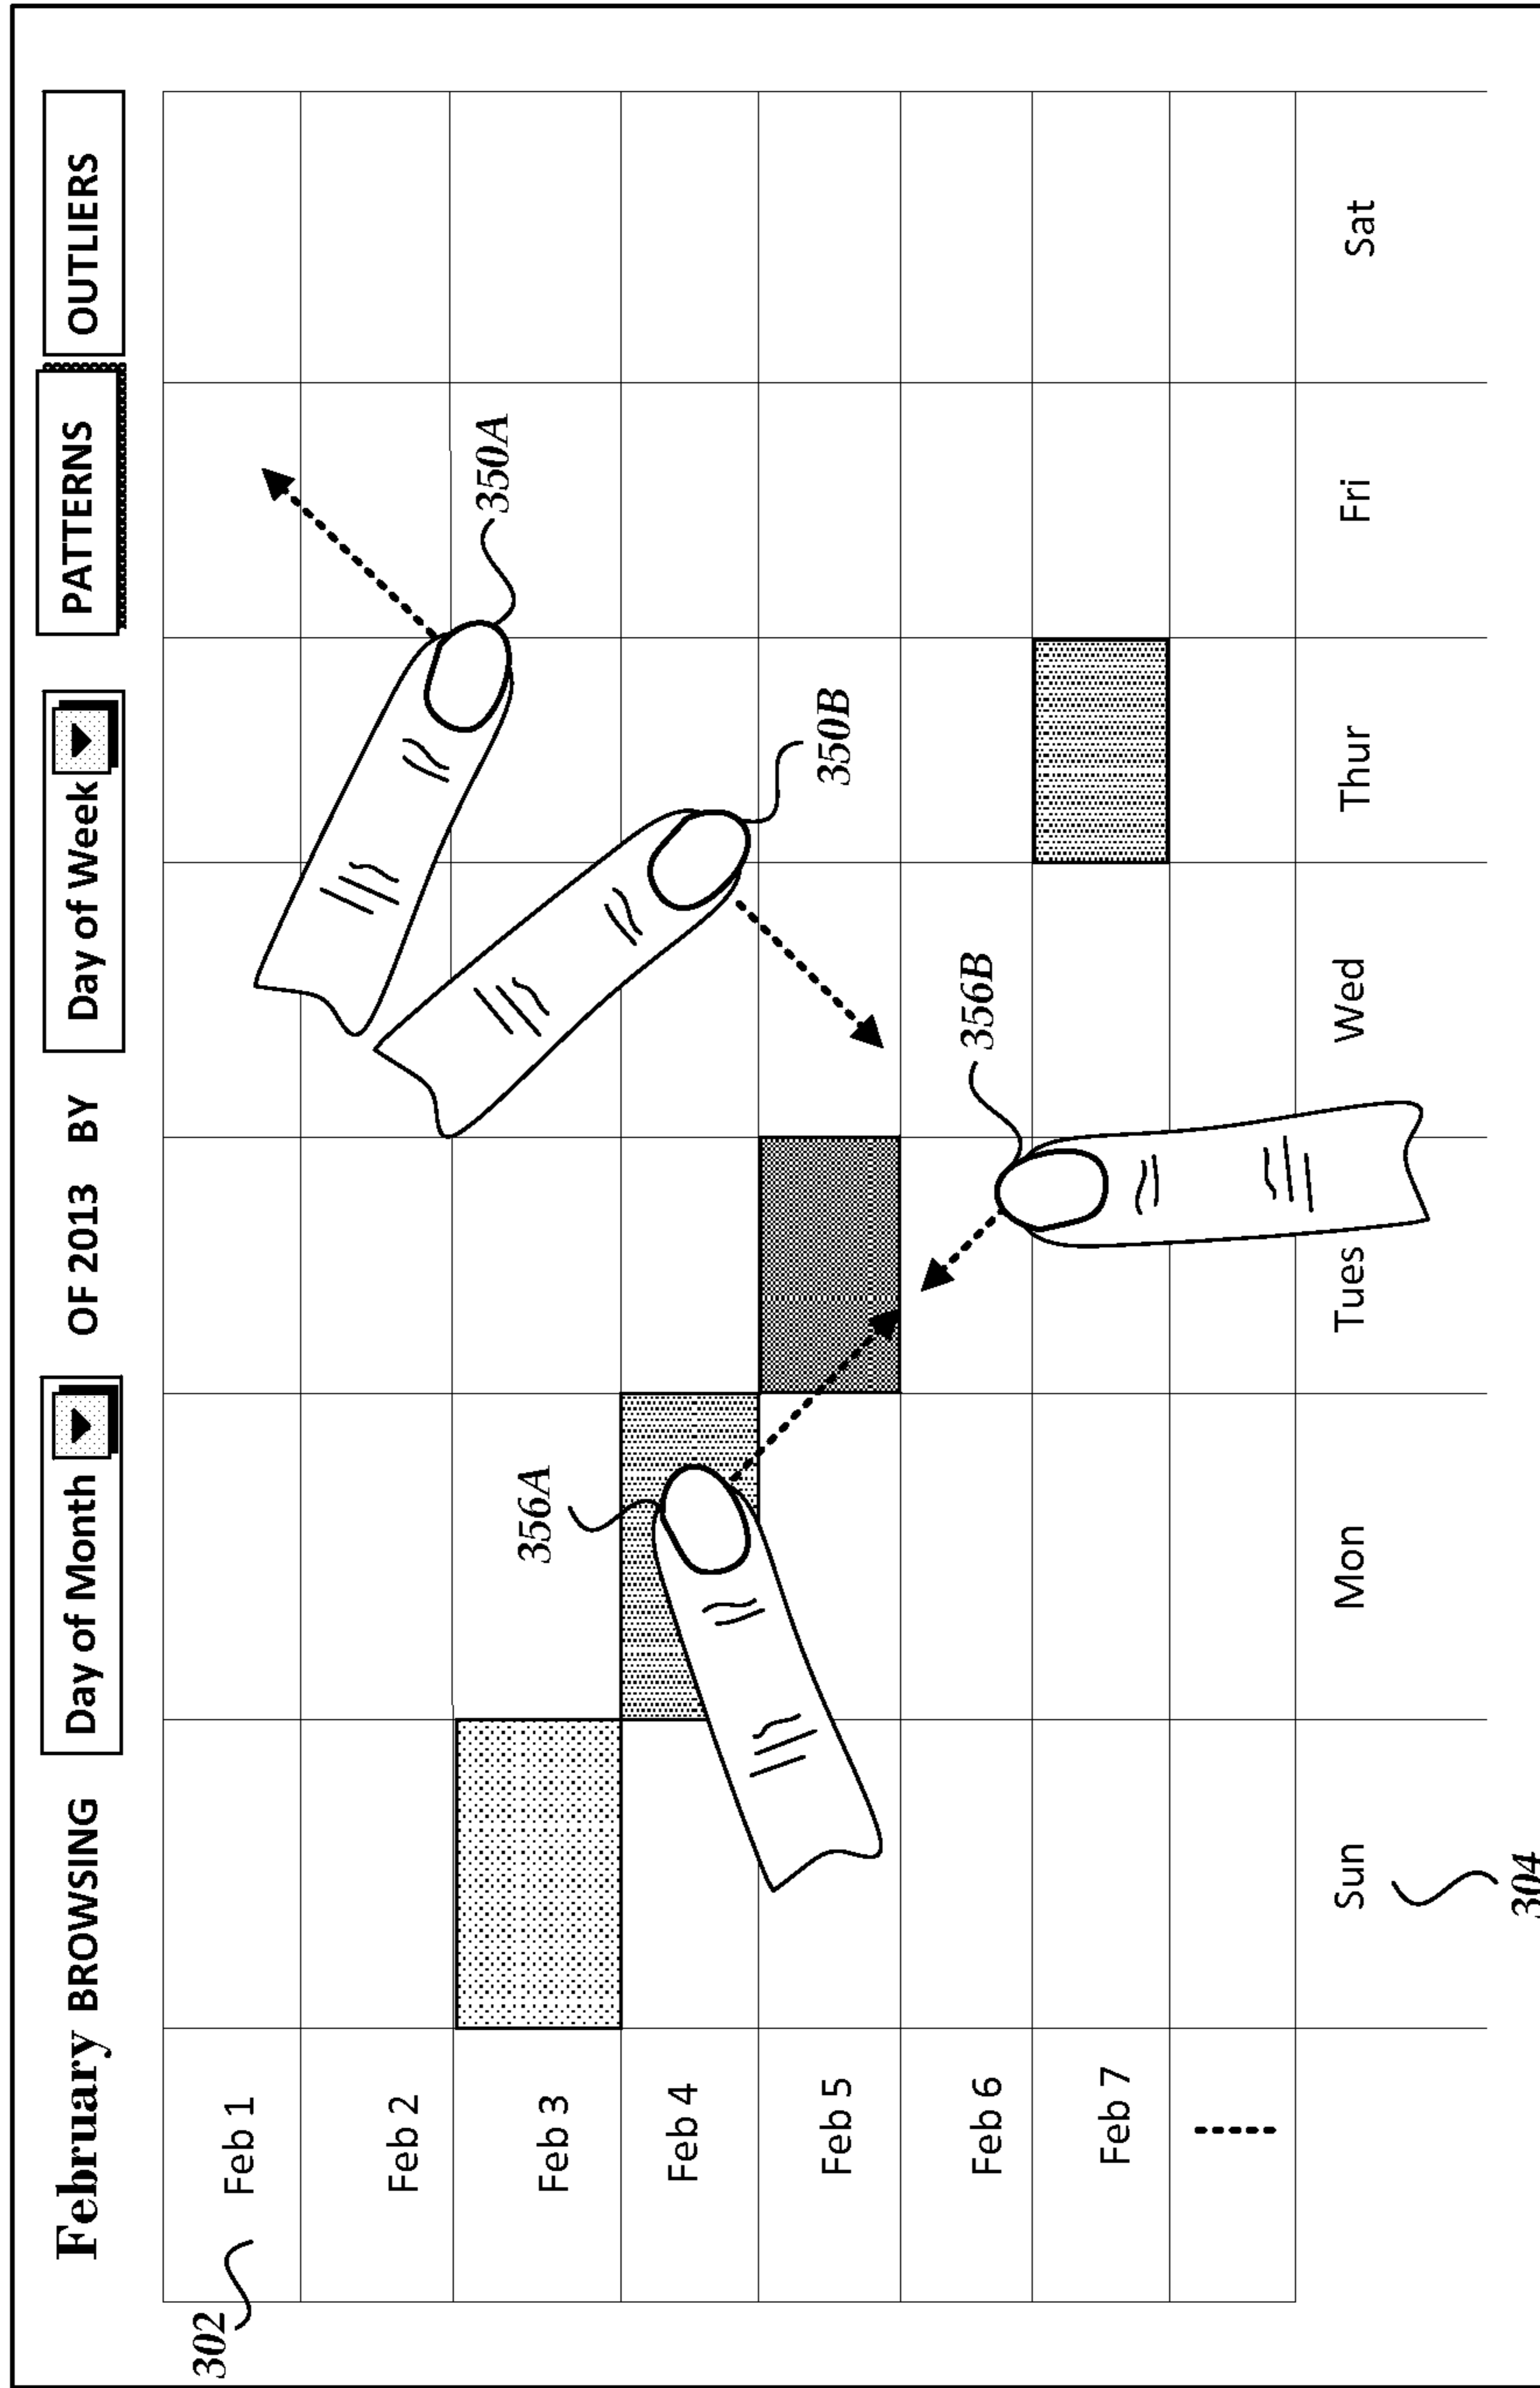 February BROWSING Day of Month OF 2013 BY Day of Week PATTERNS OUTLIERS
302
Feb 1
Feb 2
350A
Feb 3
356A
Feb 4
350B
Feb 5
356B
Feb 6
Feb 7
Sun Mon Tues Wed Thur Fri Sat
304